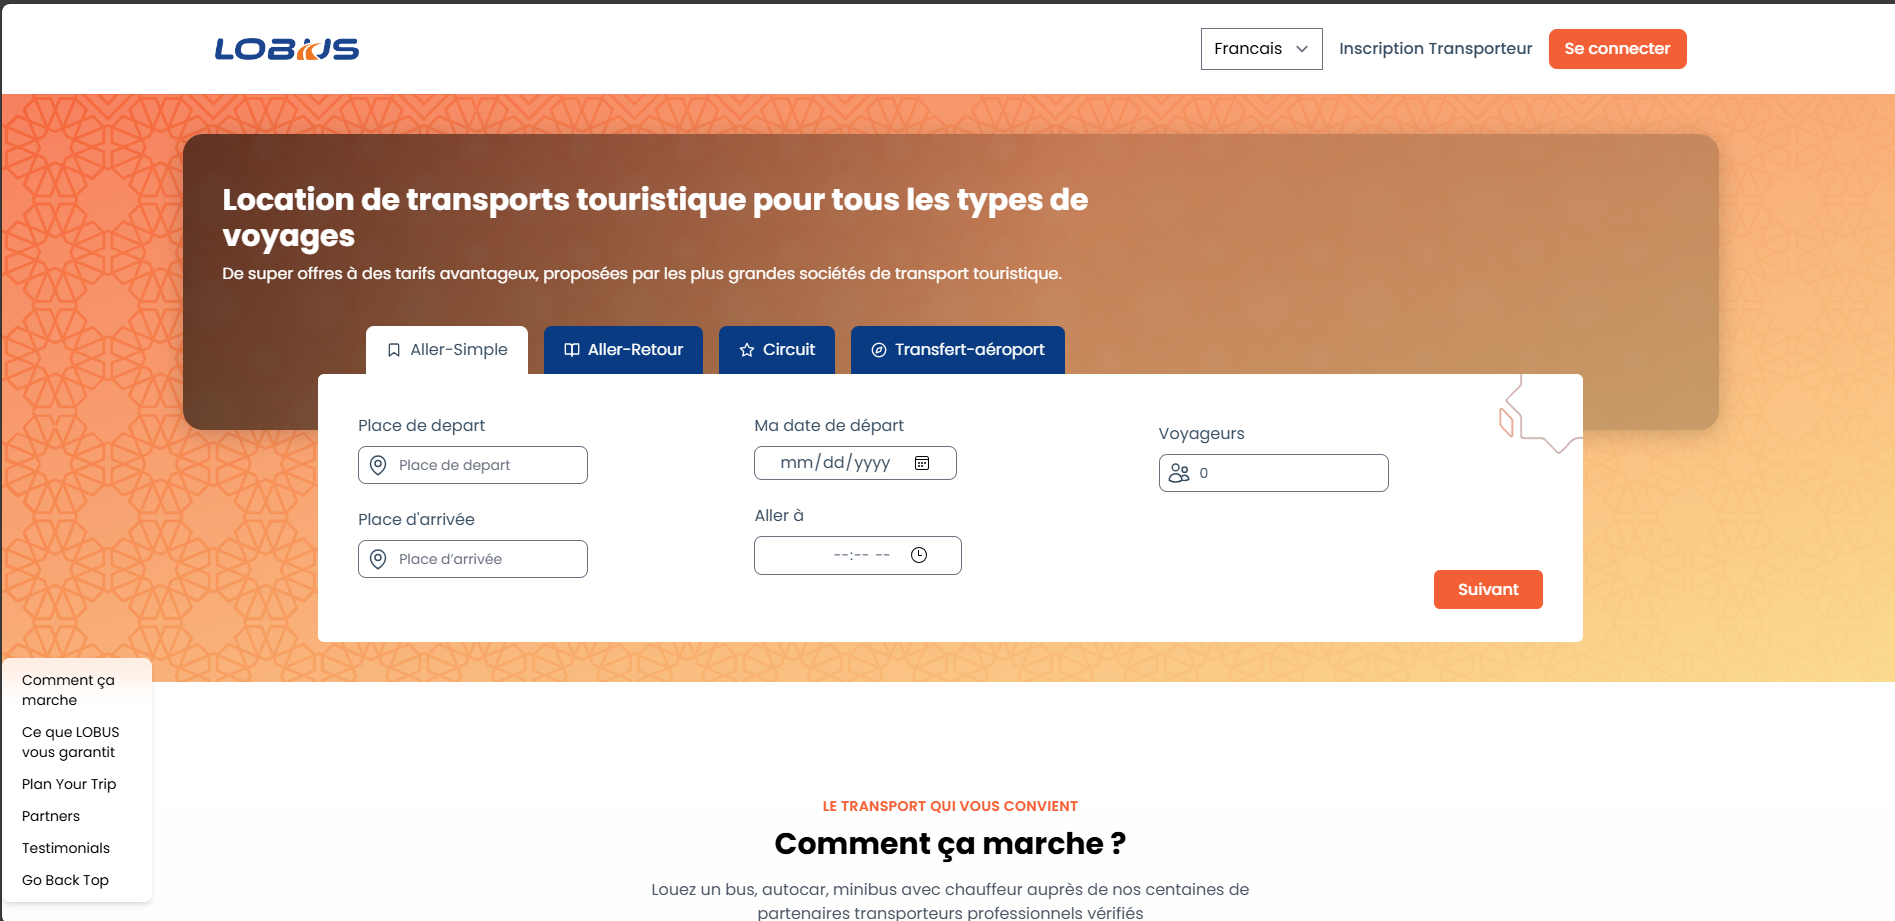 LOBUS
Francais
Inscription Transporteur
Se connecter
Location de transports touristique pour tous les types de
voyages
De super offres à des tarifs avantageux, proposées par les plus grandes sociétés de transport touristique.
Aller-Simple
Aller-Retour
Circuit
Transfert-aéroport
Place de depart
Place de depart
Place d'arrivée
Place d’arrivée
Ma date de départ
mm/dd/yyyy
Aller à
--:-- --
Voyageurs
0
Suivant
Comment ça
marche
Ce que LOBUS
vous garantit
Plan Your Trip
Partners
Testimonials
Go Back Top
LE TRANSPORT QUI VOUS CONVIENT
Comment ça marche ?
Louez un bus, autocar, minibus avec chauffeur auprès de nos centaines de
partenaires transporteurs professionnels vérifiés